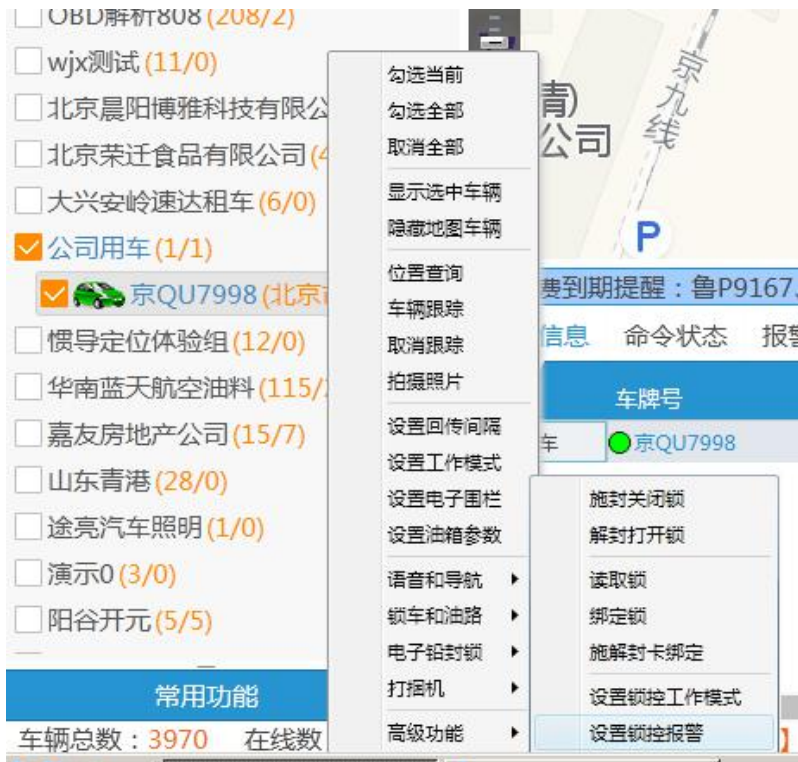 OBD解析808 (208/2)
wjx测试 (11/0)
北京晨阳博雅科技有限公
北京荣迁食品有限公司 (4
大兴安岭速达租车 (6/0)
公司用车 (1/1)
京QU7998 (北京
惯导定位体验组 (12/0)
华南蓝天航空油料 (115/
嘉友房地产公司 (15/7)
山东青港 (28/0)
途亮汽车照明 (1/0)
演示0 (3/0)
阳谷开元 (5/5)
常用功能
车辆总数：3970 在线数
勾选当前
勾选全部
取消全部
显示选中车辆
隐藏地图车辆
位置查询
车辆跟踪
取消跟踪
拍摄照片
设置回传间隔
设置工作模式
设置电子围栏
设置油箱参数
语音和导航
锁车和油路
电子铅封锁
打捆机
高级功能
施封关闭锁
解封打开锁
读取锁
绑定锁
施解封卡绑定
设置锁控工作模式
设置锁控报警
青)
公司
京九线
P
费到期提醒：鲁P9167
信息 命令状态 报警
车牌号
车 京QU7998